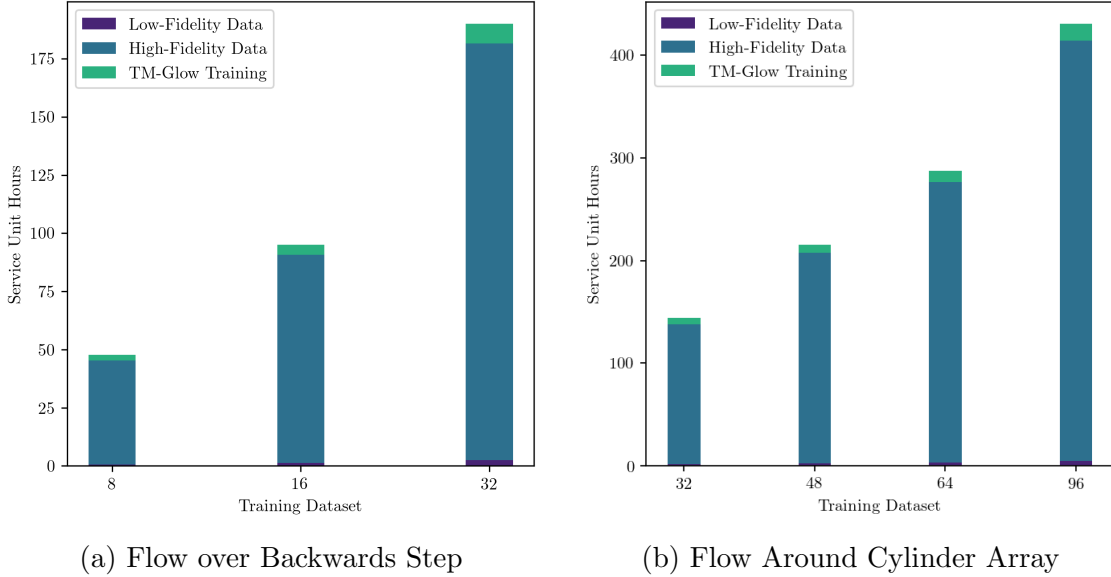 Low-Fidelity Data
High-Fidelity Data
TM-Glow Training
175
150
125
100
75
50
25
0
Service Unit Hours
8
16
32
Training Dataset
(a) Flow over Backwards Step
Low-Fidelity Data
High-Fidelity Data
TM-Glow Training
400
300
200
100
0
Service Unit Hours
32
48
64
96
Training Dataset
(b) Flow Around Cylinder Array